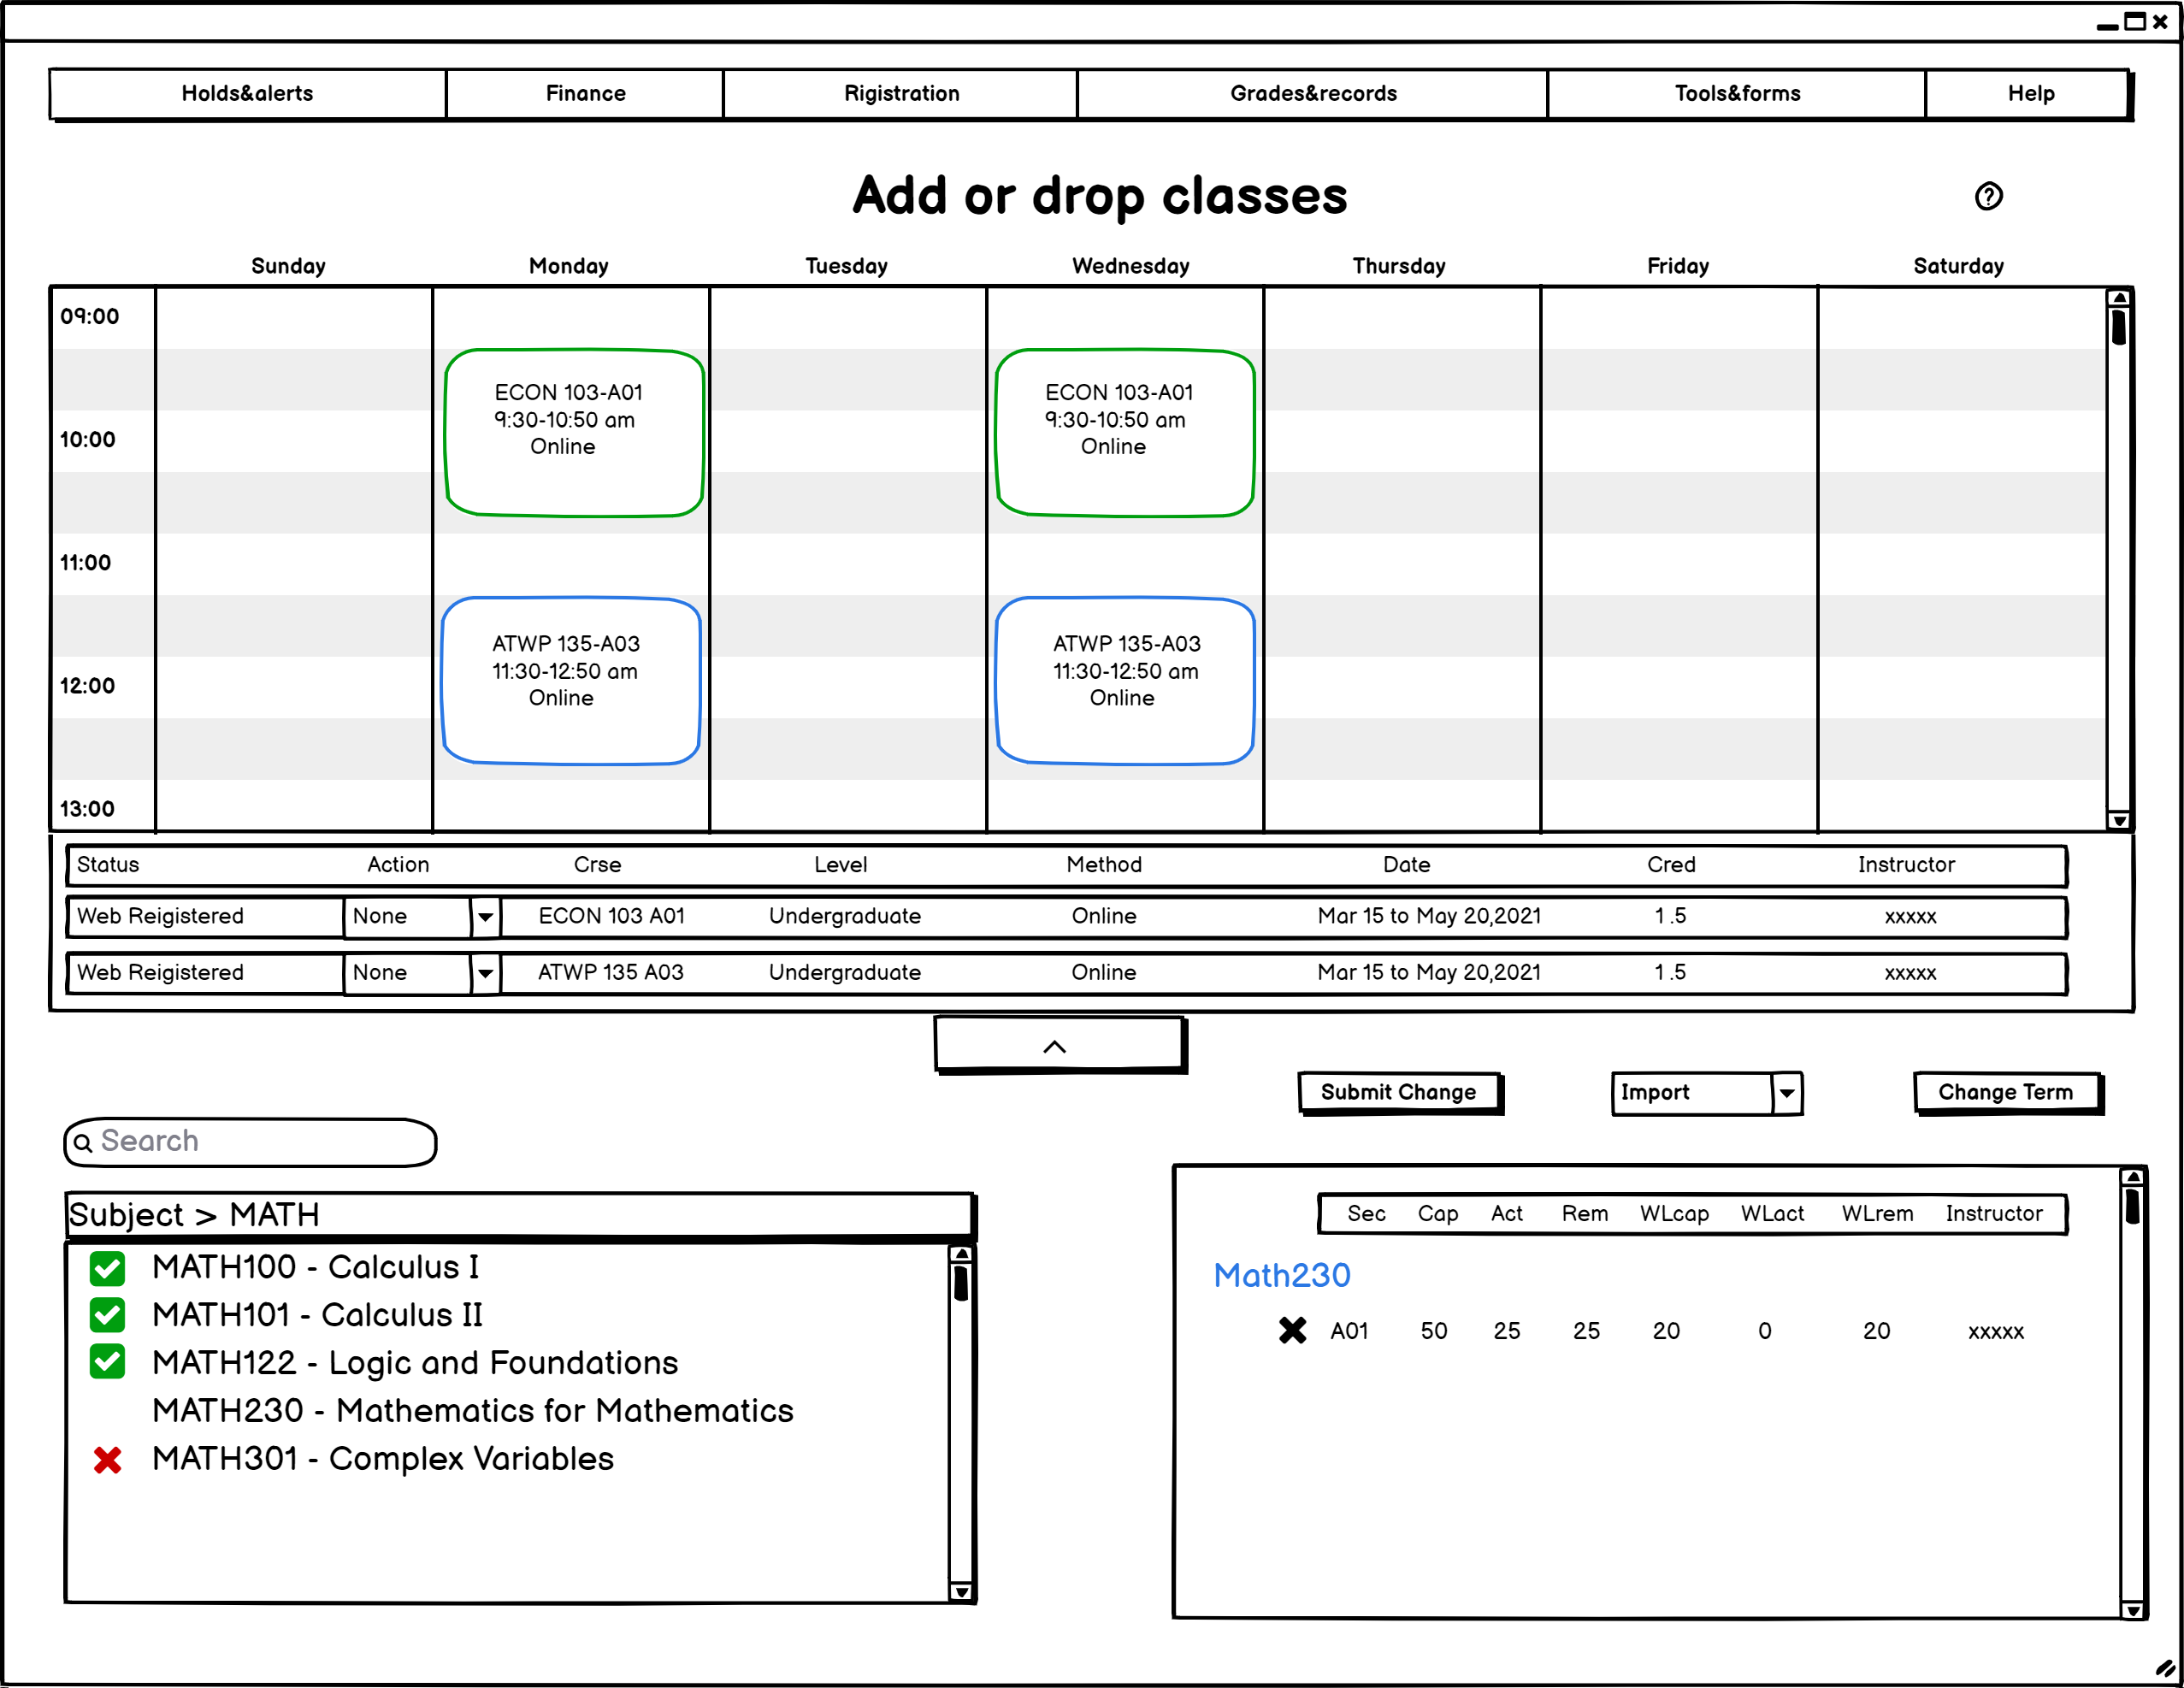 Holds&alerts Finance Rigistration Grades&records Tools&forms Help
Add or drop classes
?
Sunday Monday Tuesday Wednesday Thursday Friday Saturday
09:00
ECON 103-A01 ECON 103-A01
9:30-10:50 am 9:30-10:50 am
10:00
Online Online
11:00
ATWP 135-A03 ATWP 135-A03
11:30-12:50 am 11:30-12:50 am
12:00
Online Online
13:00
Status Action Crse Level Method Date Cred Instructor
Web Reigistered None ECON 103 A01 Undergraduate Online Mar 15 to May 20,2021 1.5 xxxxx
Web Reigistered None ATWP 135 A03 Undergraduate Online Mar 15 to May 20,2021 1.5 xxxxx
Submit Change Import Change Term
Search
Subject > MATH
MATH100 - Calculus I
MATH101 - Calculus II
MATH122 - Logic and Foundations
MATH230 - Mathematics for Mathematics
MATH301 - Complex Variables
Sec Cap Act Rem WLcap WLact WLrem Instructor
Math230
A01 50 25 25 20 0 20 xxxxx